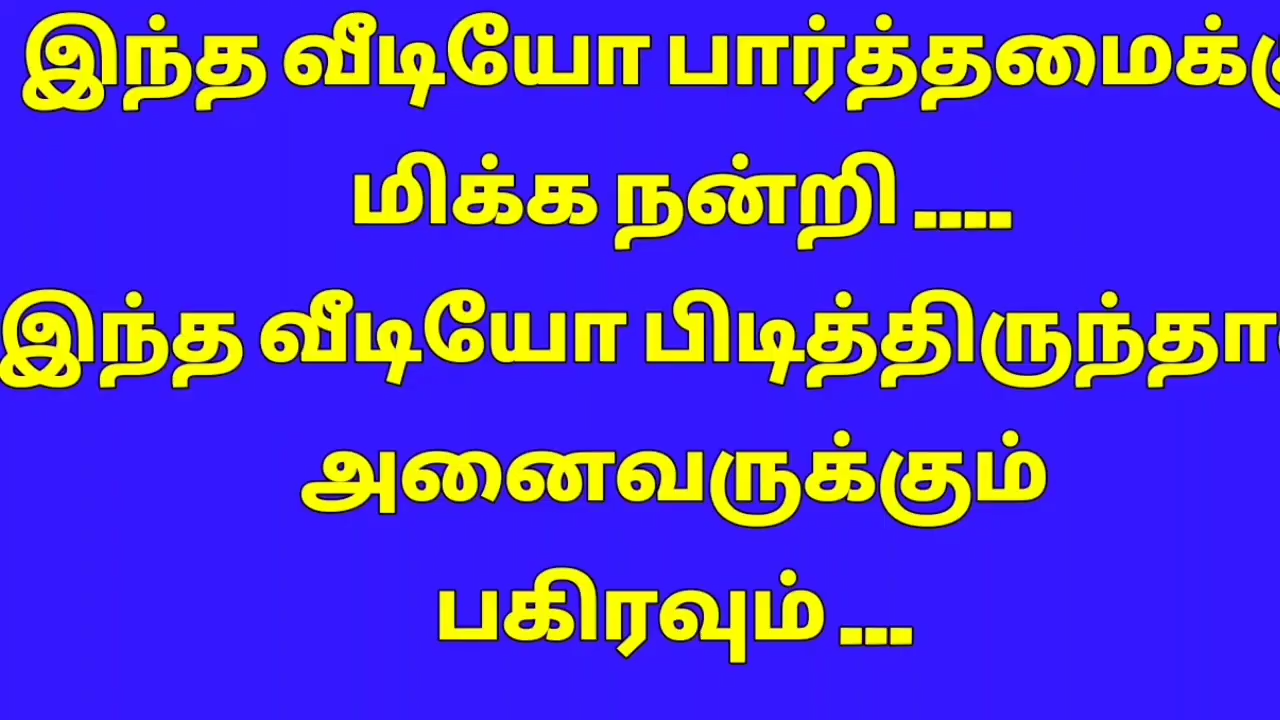 இந்த வீடியோ பார்த்தமைக்கு
மிக்க நன்றி ....
இந்த வீடியோ பிடித்திருந்தால்
அனைவருக்கும்
பகிரவும் ...